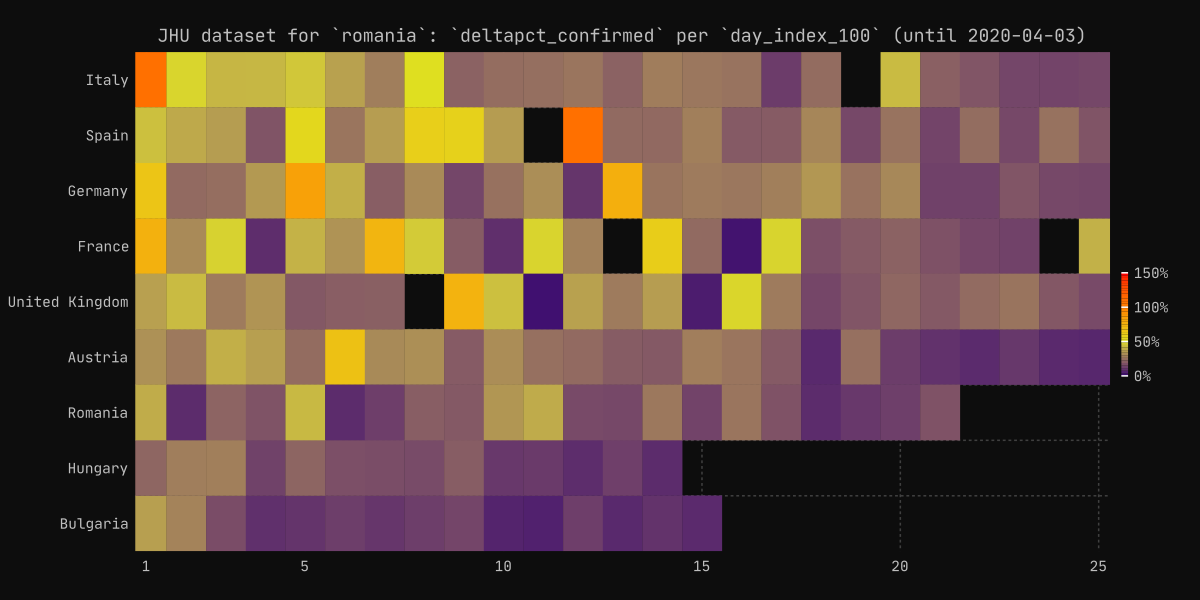 JHU dataset for `romania`: `deltapct_confirmed` per `day_index_100` (until 2020-04-03)
Italy
Spain
Germany
France
United Kingdom
Austria
Romania
Hungary
Bulgaria
1 5 10 15 20 25
150%
100%
50%
0%